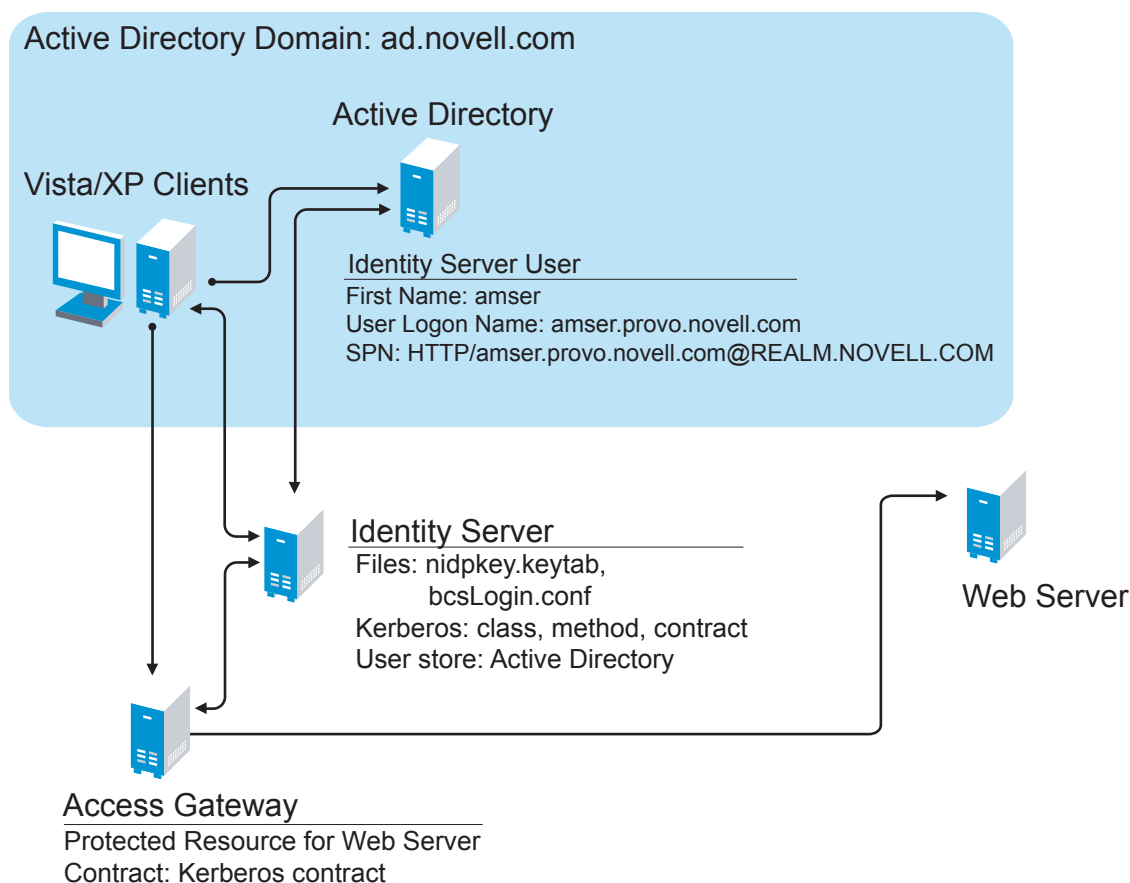 Active Directory Domain: ad.novell.com
Active Directory
Vista/XP Clients
Identity Server User
First Name: amser
User Logon Name: amser.provo.novell.com
SPN: HTTP/amser.provo.novell.com@REALM.NOVELL.COM
Identity Server
Files: nidpkey.keytab,
bcsLogin.conf
Kerberos: class, method, contract
User store: Active Directory
Web Server
Access Gateway
Protected Resource for Web Server
Contract: Kerberos contract